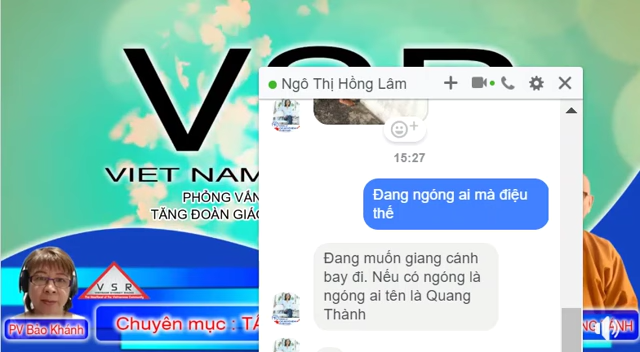 VSR
VIET NAM
PHỎNG VẤN
TĂNG ĐOÀN GIÁO
Ngô Thị Hồng Lâm
15:27
Đang ngóng ai mà điệu
thế
Đang muốn giang cánh
bay đi. Nếu có ngóng là
ngóng ai tên là Quang
Thành
VSR
PV Bảo Khánh
Chuyên mục : TĂ